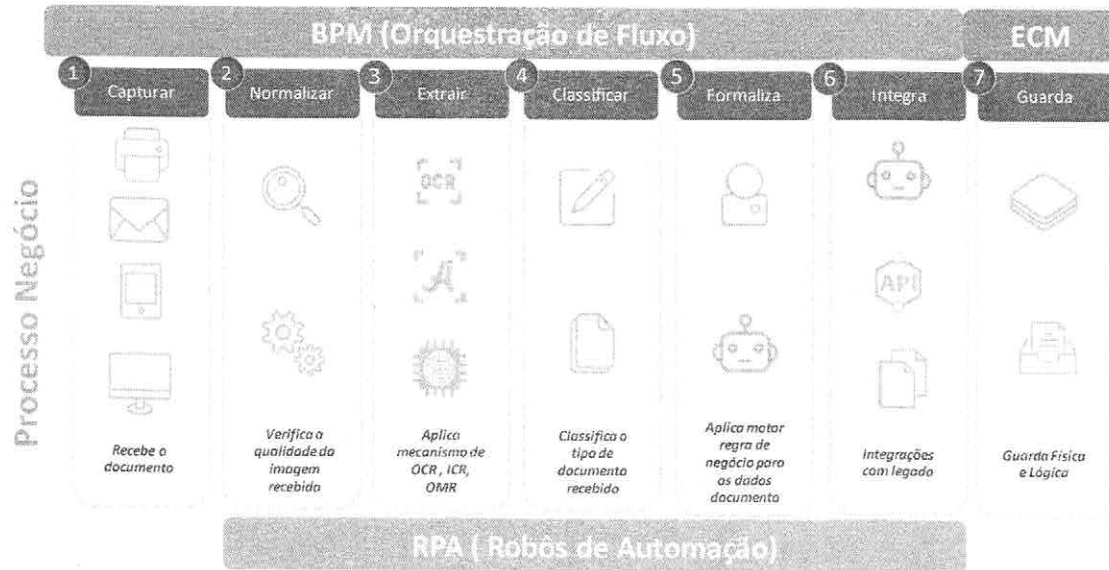 BPM (Orquestração de Fluxo)
ECM
1
Capturar
2
Normalizar
3
Extrair
4
Classificar
5
Formaliza
6
Integra
7
Guarda
Processo Negócio
OCR
A
API
Recebe o
documento
Verifica a
qualidade da
imagem
recebida
Aplica
mecanismo de
OCR , ICR,
OMR
Classifica o
tipo de
documento
recebido
Aplica motor
regra de
negócio para
os dados
documento
Integrações
com legado
Guarda Física
e Lógica
RPA ( Robôs de Automação)